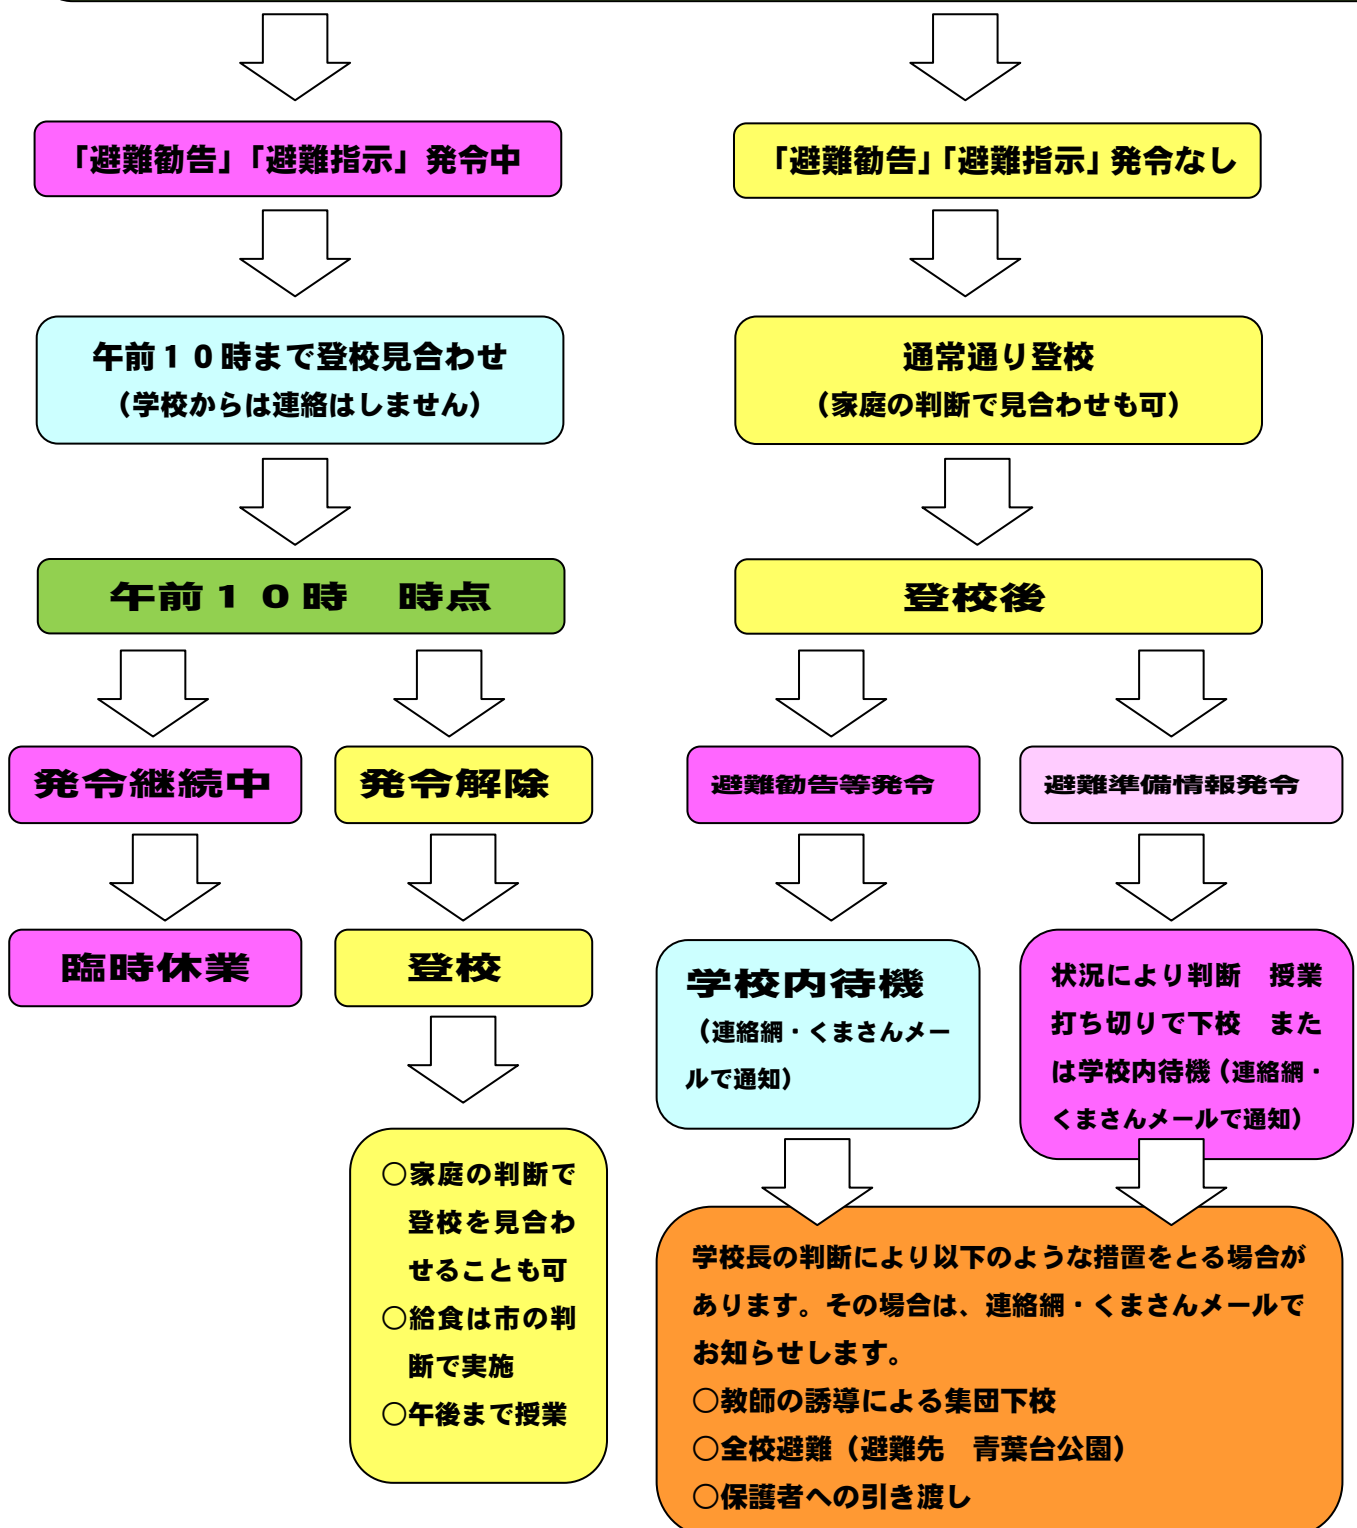 「避難勧告」「避難指示」発令中
「避難勧告」「避難指示」発令なし
午前１０時まで登校見合わせ
（学校からは連絡はしません）
通常通り登校
（家庭の判断で見合わせも可）
午前１０時　時点
登校後
発令継続中
発令解除
避難勧告等発令
避難準備情報発令
臨時休業
登校
学校内待機
（連絡網・くまさんメー
ルで通知）
状況により判断　授業
打ち切りで下校　また
は学校内待機（連絡網・
くまさんメールで通知）
○家庭の判断で
登校を見合わ
せることも可
○給食は市の判
断で実施
○午後まで授業
学校長の判断により以下のような措置をとる場合が
あります。その場合は、連絡網・くまさんメールで
お知らせします。
○教師の誘導による集団下校
○全校避難（避難先　青葉台公園）
○保護者への引き渡し